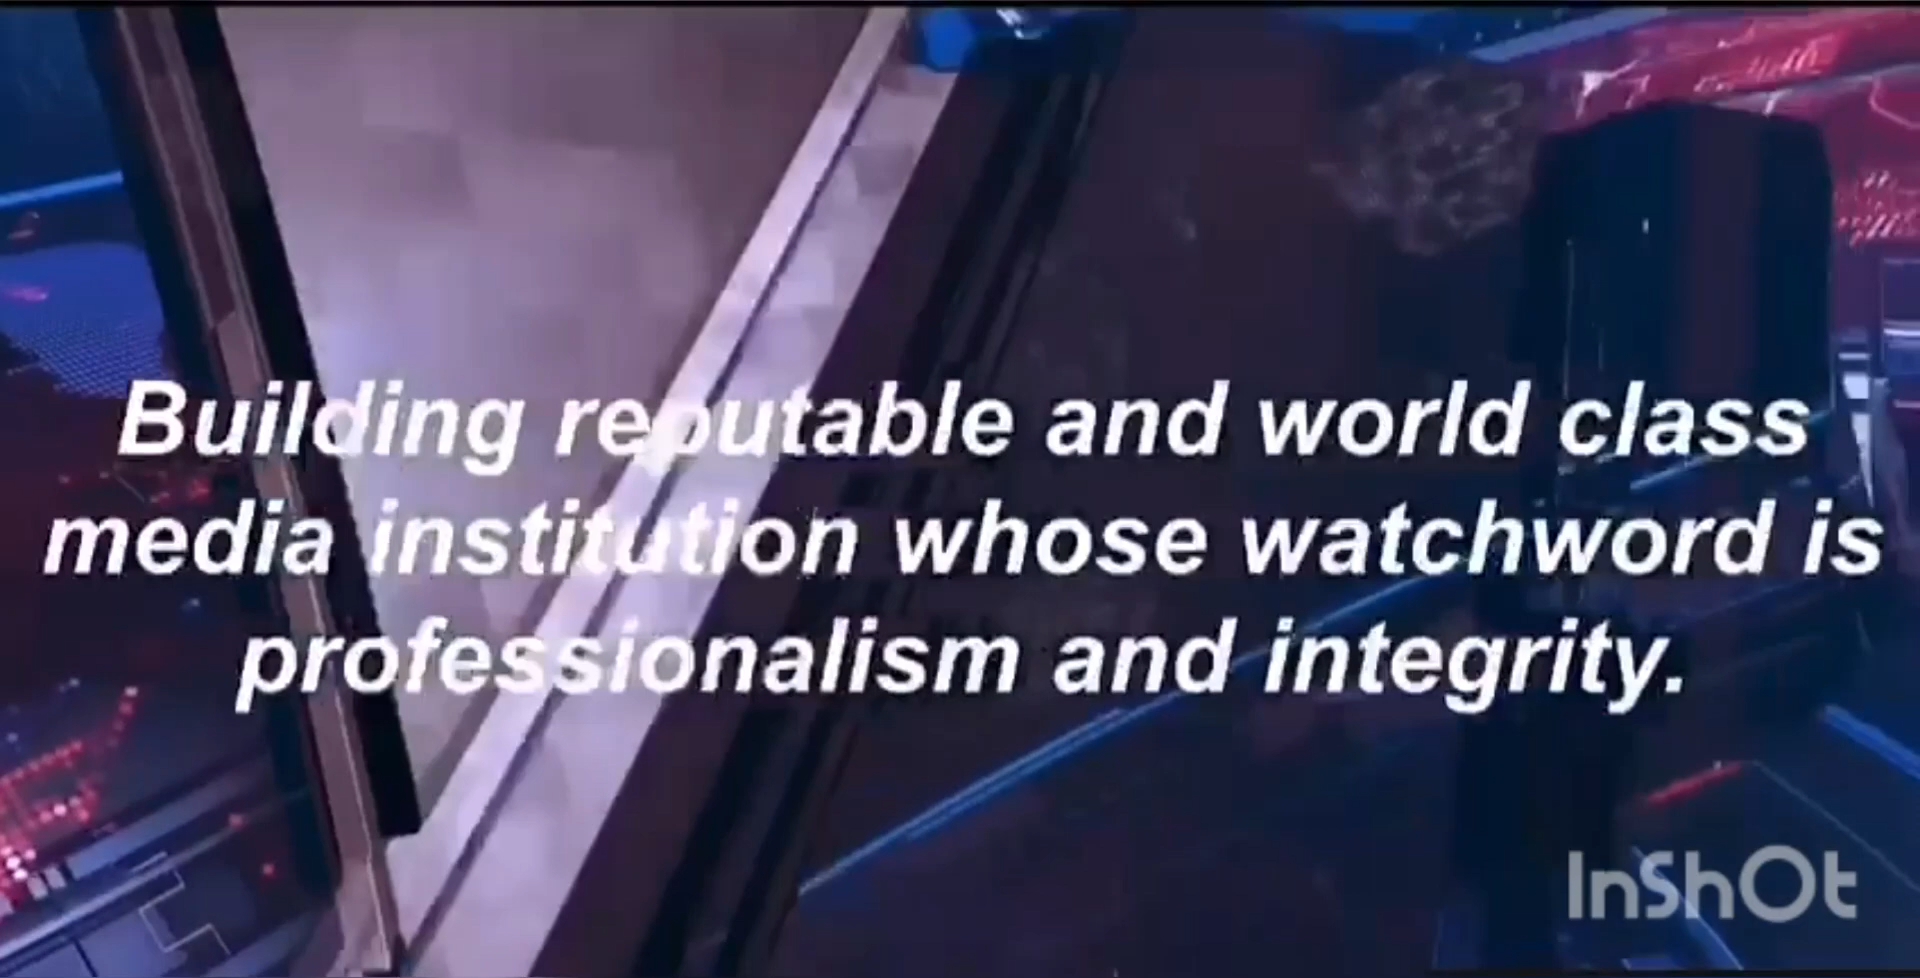 Building reputable and world class
media institution whose watchword is
professionalism and integrity.
InShOt